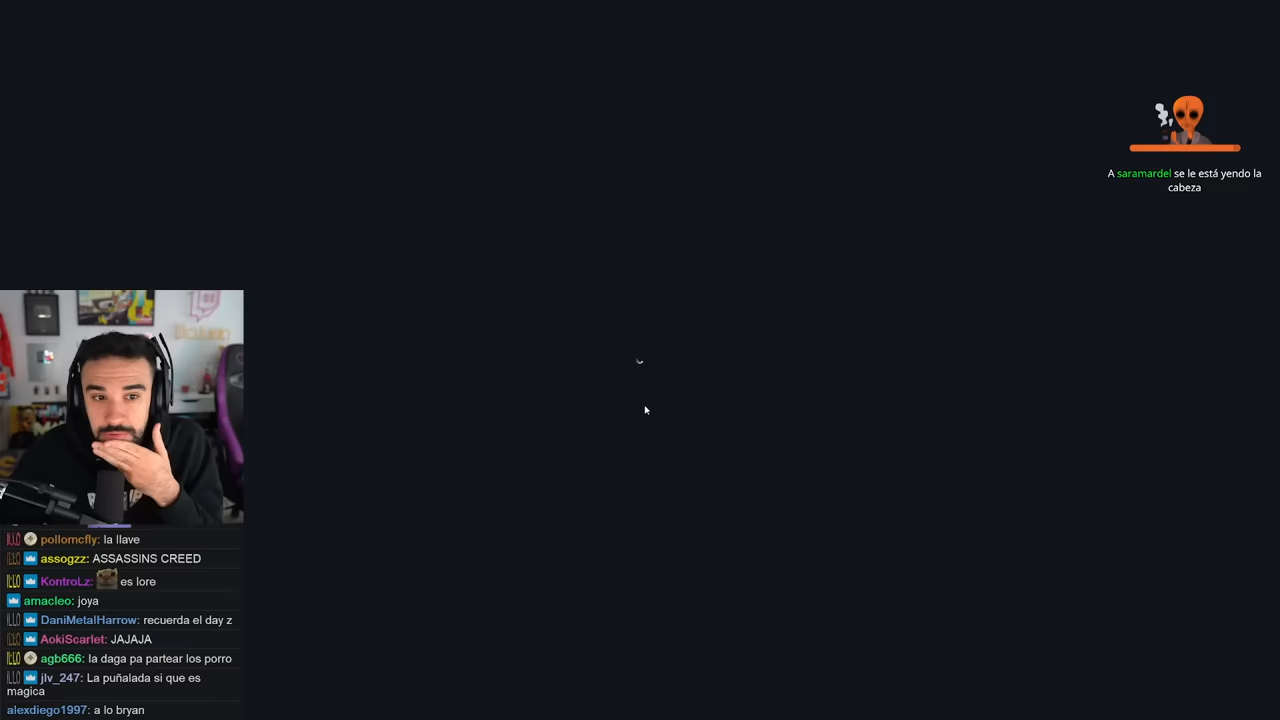 A saramardel se le está yendo la
cabeza
pollomcfly: la llave
assogzz: ASSASSINS CREED
KontroLz: es lore
amacleo: joya
DaniMetalHarrow: recuerda el day z
AokiScarlet: JAJAJA
agb666: la daga pa partear los porro
jlv_247: La puñalada si que es
magica
alexdiego1997: a lo bryan